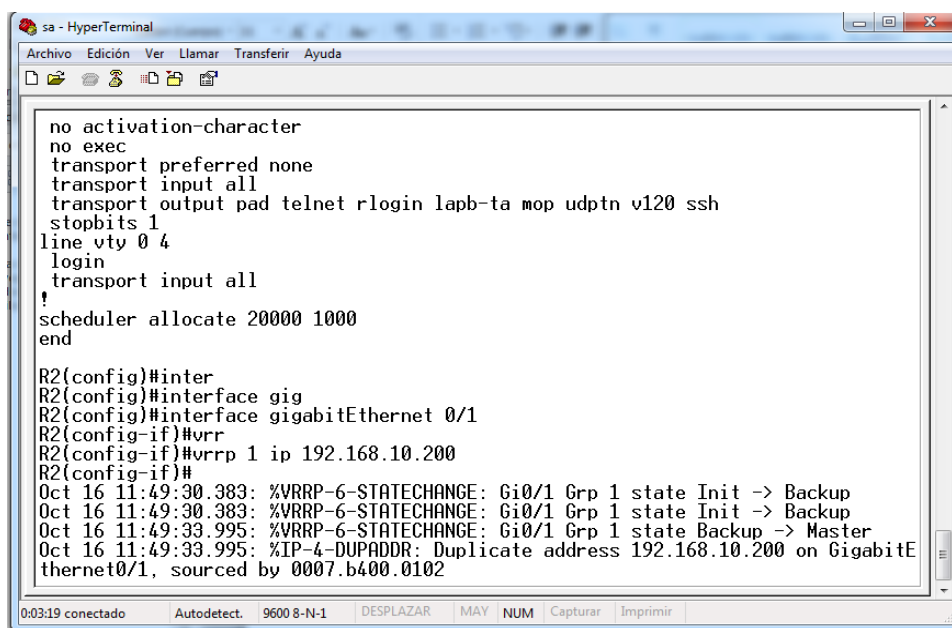 sa - HyperTerminal
Archivo Edición Ver Llamar Transferir Ayuda
no activation-character
no exec
transport preferred none
transport input all
transport output pad telnet rlogin lapb-ta mop udptn v120 ssh
stopbits 1
line vty 0 4
login
transport input all
!
scheduler allocate 20000 1000
end
R2(config)#inter
R2(config)#interface gig
R2(config)#interface gigabitEthernet 0/1
R2(config-if)#vrr
R2(config-if)#vrrp 1 ip 192.168.10.200
R2(config-if)#
Oct 16 11:49:30.383: %VRRP-6-STATECHANGE: Gi0/1 Grp 1 state Init -> Backup
Oct 16 11:49:30.383: %VRRP-6-STATECHANGE: Gi0/1 Grp 1 state Init -> Backup
Oct 16 11:49:33.995: %VRRP-6-STATECHANGE: Gi0/1 Grp 1 state Backup -> Master
Oct 16 11:49:33.995: %IP-4-DUPADDR: Duplicate address 192.168.10.200 on GigabitE
thernet0/1, sourced by 0007.b400.0102
0:03:19 conectado Autodetect. 9600 8-N-1 DESPLAZAR MAY NUM Capturar Imprimir